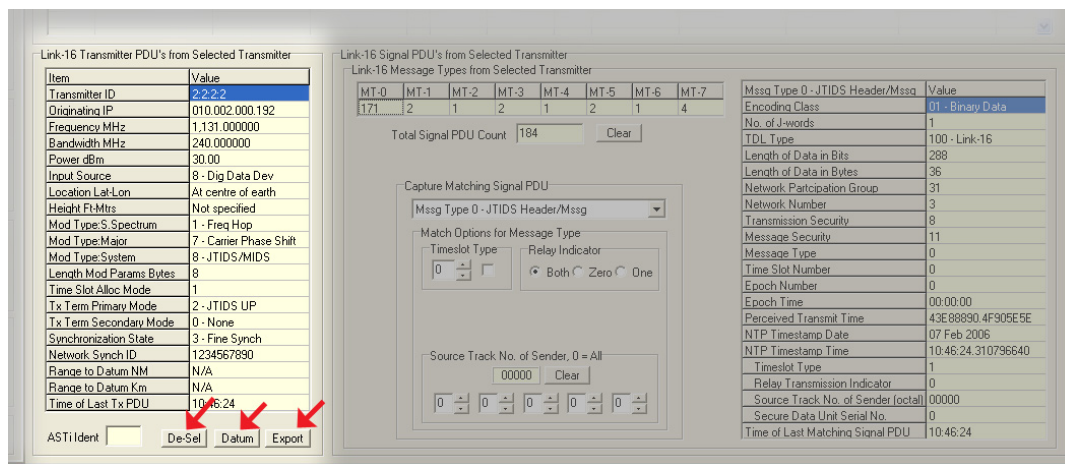 Link-16 Transmitter PDU's from Selected Transmitter
Item Value
Transmitter ID 2:2:2:2
Originating IP 010.002.000.192
Frequency MHz 1,131.000000
Bandwidth MHz 240.000000
Power dBm 30.00
Input Source 8 - Dig Data Dev
Location Lat-Lon At centre of earth
Height Ft-Mtrs Not specified
Mod Type:S.Spectrum 1 - Freq Hop
Mod Type:Major 7 - Carrier Phase Shift
Mod Type:System 8 - JTIDS/MIDS
Length Mod Params Bytes 8
Time Slot Alloc Mode 1
Tx Term Primary Mode 2 - JTIDS UP
Tx Term Secondary Mode 0 - None
Synchronization State 3 - Fine Synch
Network Synch ID 1234567890
Range to Datum NM N/A
Range to Datum Km N/A
Time of Last Tx PDU 10:46:24
ASTi Ident De-Sel Datum Export
Link-16 Signal PDU's from Selected Transmitter
Link-16 Message Types from Selected Transmitter
MT-0 MT-1 MT-2 MT-3 MT-4 MT-5 MT-6 MT-7
171 2 1 2 1 2 1 4
Total Signal PDU Count 184 Clear
Capture Matching Signal PDU
Mssg Type 0 - JTIDS Header/Mssg
Match Options for Message Type
Timeslot Type Relay Indicator
0 Both Zero One
Source Track No. of Sender, 0 = All
00000 Clear
0 0 0 0 0
Mssg Type 0 - JTIDS Header/Mssg Value
Encoding Class 01 - Binary Data
No. of J-words 1
TDL Type 100 - Link-16
Length of Data in Bits 288
Length of Data in Bytes 36
Network Partcipation Group 31
Network Number 3
Transmission Security 8
Message Security 11
Message Type 0
Time Slot Number 0
Epoch Number 0
Epoch Time 00:00:00
Perceived Transmit Time 43E88890.4F905E5E
NTP Timestamp Date 07 Feb 2006
NTP Timestamp Time 10:46:24.310796640
Timeslot Type 1
Relay Transmission Indicator 0
Source Track No. of Sender (octal) 00000
Secure Data Unit Serial No. 0
Time of Last Matching Signal PDU 10:46:24